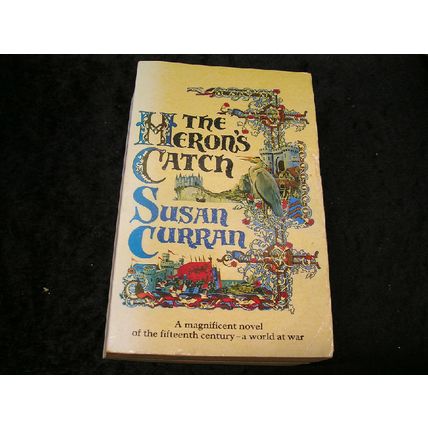 THE
HERON'S
CATCH
SUSAN
CURRAN
A magnificent novel
of the fifteenth century - a world at war